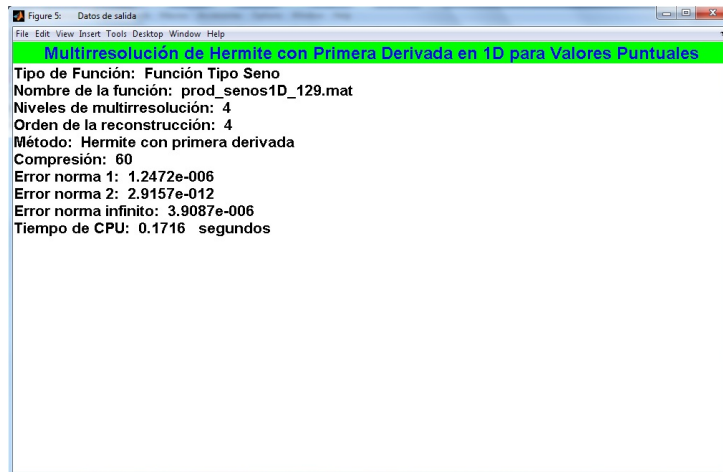 Figure 5: Datos de salida
File Edit View Insert Tools Desktop Window Help
Multirresolución de Hermite con Primera Derivada en 1D para Valores Puntuales
Tipo de Función: Función Tipo Seno
Nombre de la función: prod_senos1D_129.mat
Niveles de multirresolución: 4
Orden de la reconstrucción: 4
Método: Hermite con primera derivada
Compresión: 60
Error norma 1: 1.2472e-006
Error norma 2: 2.9157e-012
Error norma infinito: 3.9087e-006
Tiempo de CPU: 0.1716 segundos